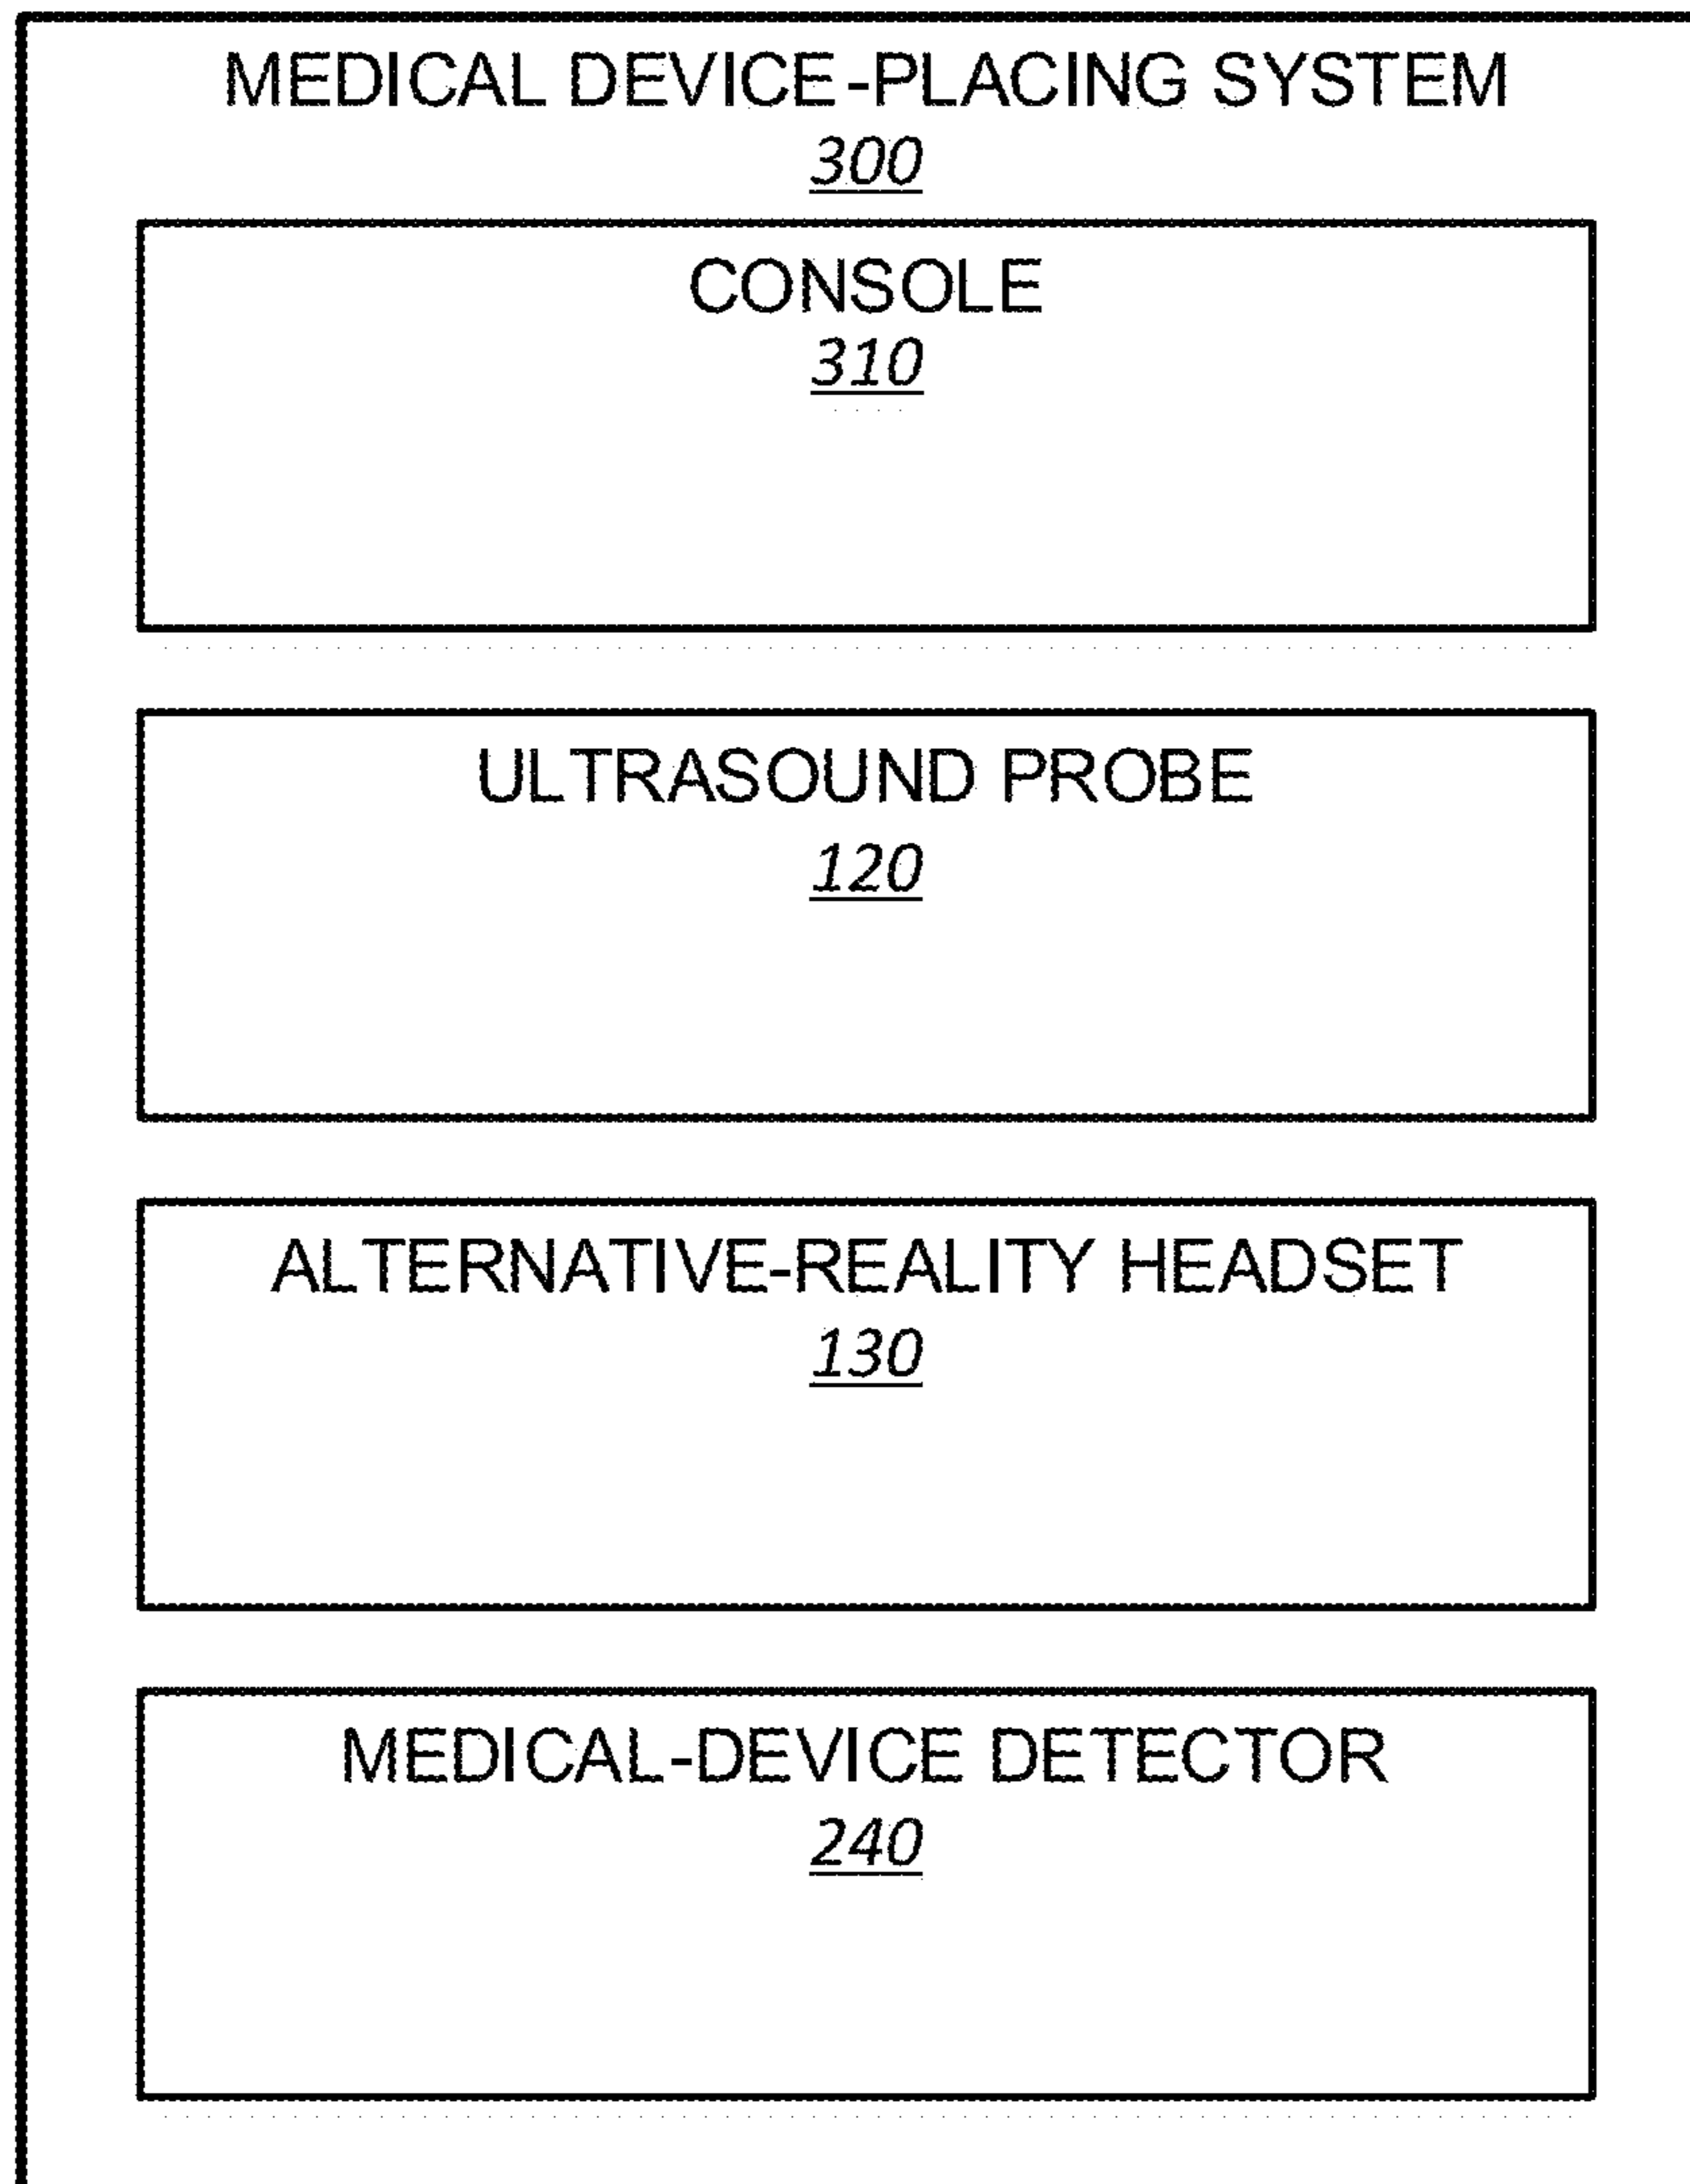 MEDICAL DEVICE-PLACING SYSTEM
300
CONSOLE
310
ULTRASOUND PROBE
120
ALTERNATIVE-REALITY HEADSET
130
MEDICAL-DEVICE DETECTOR
240